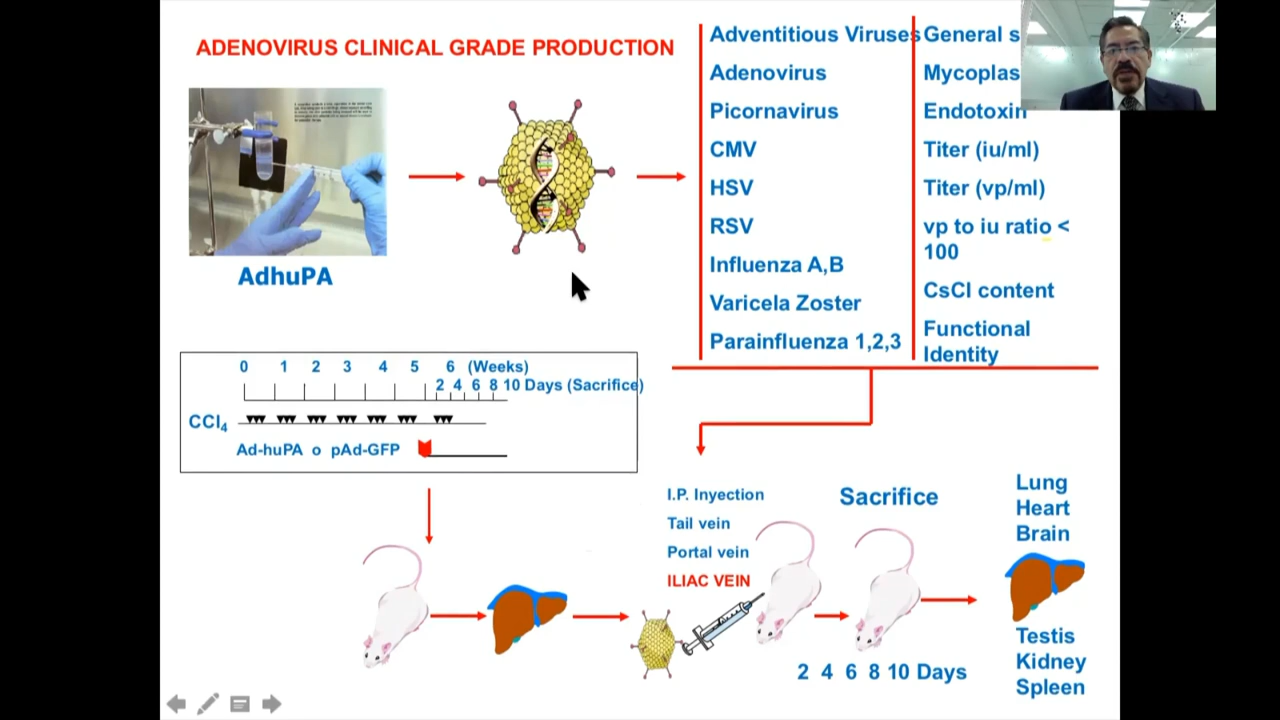 ADENOVIRUS CLINICAL GRADE PRODUCTION
AdhuPA
Adventitious Viruses
Adenovirus
Picornavirus
CMV
HSV
RSV
Influenza A,B
Varicela Zoster
Parainfluenza 1,2,3
General s
Mycoplas
Endotoxin
Titer (iu/ml)
Titer (vp/ml)
vp to iu ratio <
100
CsCl content
Functional
Identity
0 1 2 3 4 5 6 (Weeks)
2 4 6 8 10 Days (Sacrifice)
CCl4
Ad-huPA o pAd-GFP
I.P. Inyection
Tail vein
Portal vein
ILIAC VEIN
Sacrifice
2 4 6 8 10 Days
Lung
Heart
Brain
Testis
Kidney
Spleen